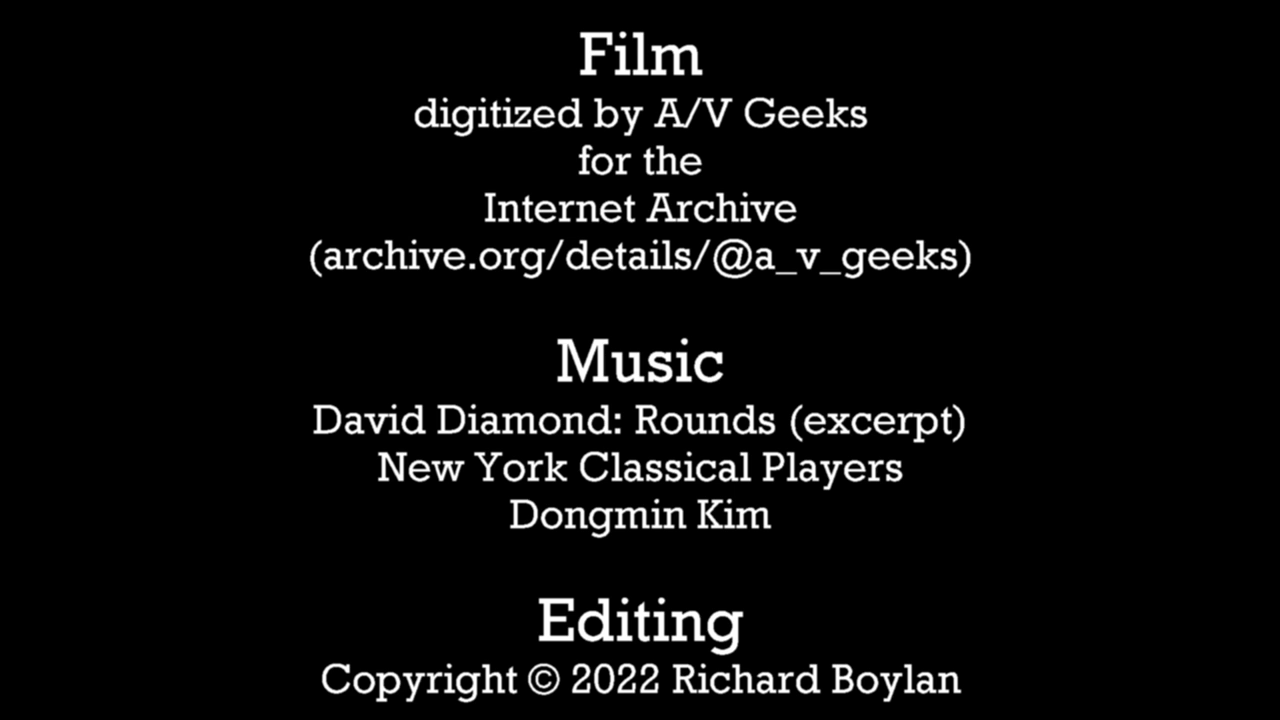 Film
digitized by A/V Geeks
for the
Internet Archive
(archive.org/details/@a_v_geeks)
Music
David Diamond: Rounds (excerpt)
New York Classical Players
Dongmin Kim
Editing
Copyright © 2022 Richard Boylan